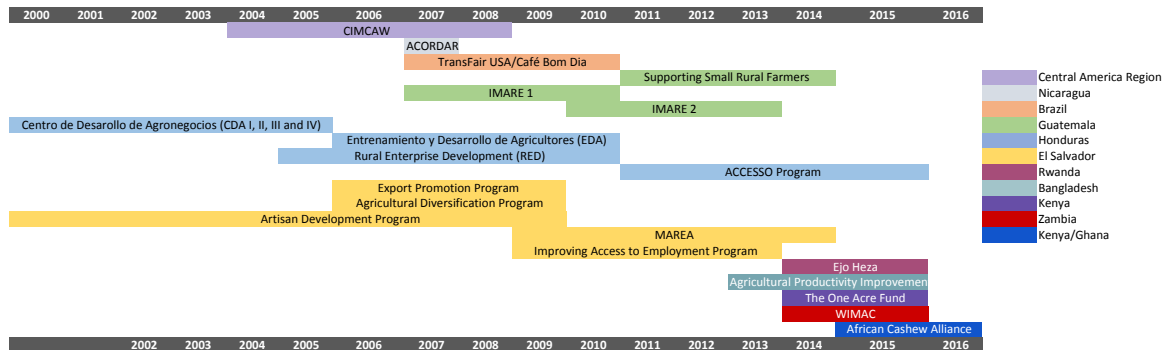 2000 2001 2002 2003 2004 2005 2006 2007 2008 2009 2010 2011 2012 2013 2014 2015 2016
CIMCAW
ACORDAR
TransFair USA/Café Bom Dia
Supporting Small Rural Farmers
IMARE 1
IMARE 2
Centro de Desarollo de Agronegocios (CDA I, II, III and IV)
Entrenamiento y Desarrollo de Agricultores (EDA)
Rural Enterprise Development (RED)
ACCESSO Program
Export Promotion Program
Agricultural Diversification Program
Artisan Development Program
MAREA
Improving Access to Employment Program
Ejo Heza
Agricultural Productivity Improvemen
The One Acre Fund
WIMAC
African Cashew Alliance
2002 2003 2004 2005 2006 2007 2008 2009 2010 2011 2012 2013 2014 2015 2016
Central America Region
Nicaragua
Brazil
Guatemala
Honduras
El Salvador
Rwanda
Bangladesh
Kenya
Zambia
Kenya/Ghana